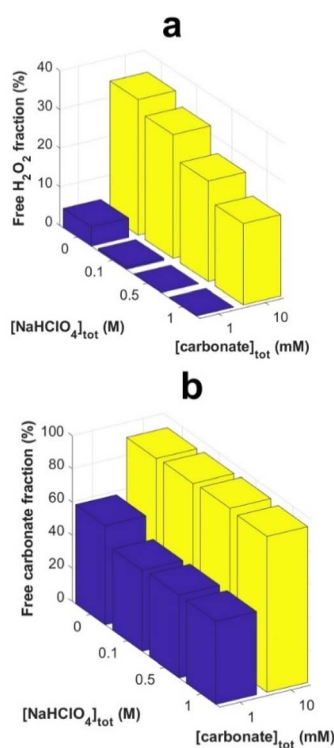 a
Free H2O2 fraction (%)
40
30
20
10
0
0
0.1
0.5
1
1
10
[NaHClO4]tot (M)
[carbonate]tot (mM)
b
Free carbonate fraction (%)
100
80
60
40
20
0
0
0.1
0.5
1
1
10
[NaHClO4]tot (M)
[carbonate]tot (mM)